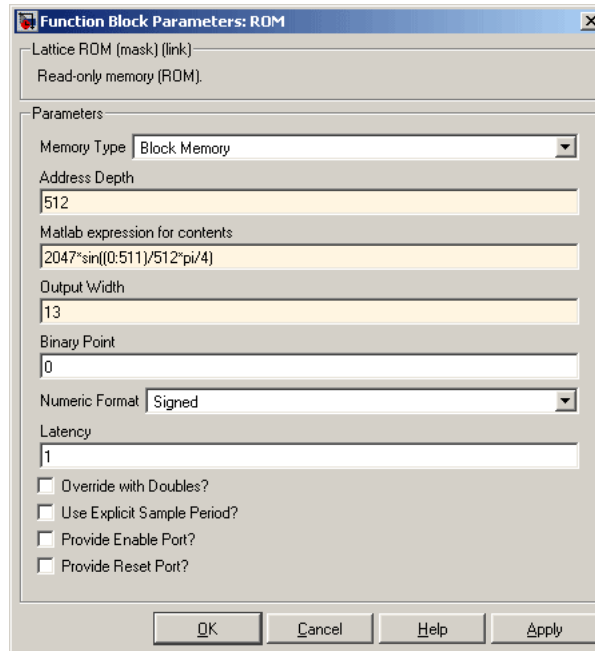 Function Block Parameters: ROM
Lattice ROM (mask) (link)
Read-only memory (ROM).
Parameters
Memory Type Block Memory
Address Depth
512
Matlab expression for contents
2047*sin((0:511)/512*pi/4)
Output Width
13
Binary Point
0
Numeric Format Signed
Latency
1
Override with Doubles?
Use Explicit Sample Period?
Provide Enable Port?
Provide Reset Port?
OK Cancel Help Apply